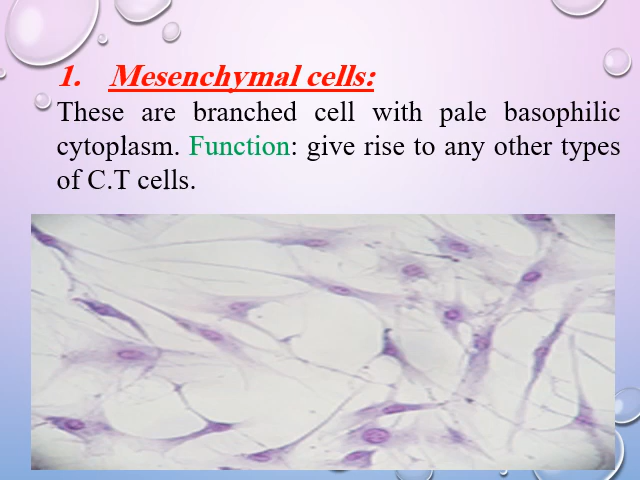 1. Mesenchymal cells:
These are branched cell with pale basophilic
cytoplasm. Function: give rise to any other types
of C.T cells.